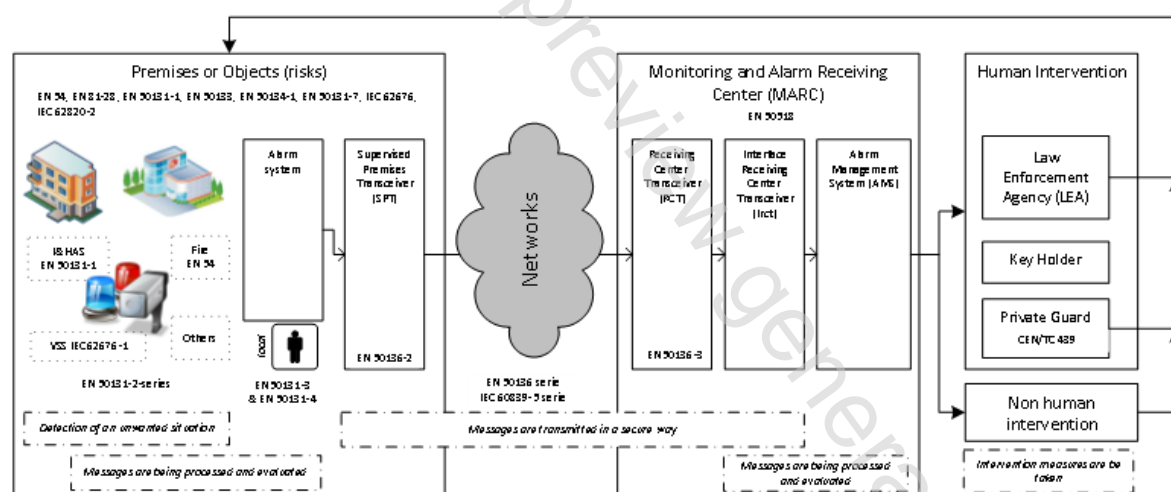 Premises or Objects (risks)
EN 54, EN 81-28, EN 50131-1, EN 50133, EN 50134-1, EN 50131-7, IEC 62676,
IEC 62820-2
I&HAS
EN 50131-1
Fire
EN 54
VSS IEC62676-1
Others
EN 50131-2-series
Alarm
system
local
EN 50131-3
& EN 50131-4
Supervised
Premises
Transceiver
(SPT)
EN 50136-2
Networks
EN 50136 serie
IEC 60839-5 serie
Monitoring and Alarm Receiving
Center (MARC)
EN 50518
Receiving
Center
Transceiver
(RCT)
EN 50136-3
Interface
Receiving
Center
Transceiver
(Irct)
Alarm
Management
System (AMS)
Human Intervention
Law
Enforcement
Agency (LEA)
Key Holder
Private Guard
CEN/TC 439
Non human
intervention
Detection of an unwanted situation
Messages are being processed and evaluated
Messages are transmitted in a secure way
Messages are being processed
and evaluated
Intervention measures are be
taken
preview genera